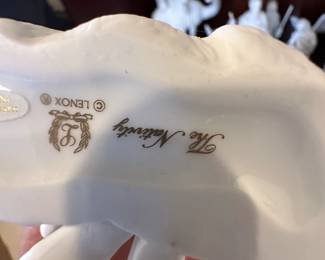 The Nativity
L
© LENOX ®